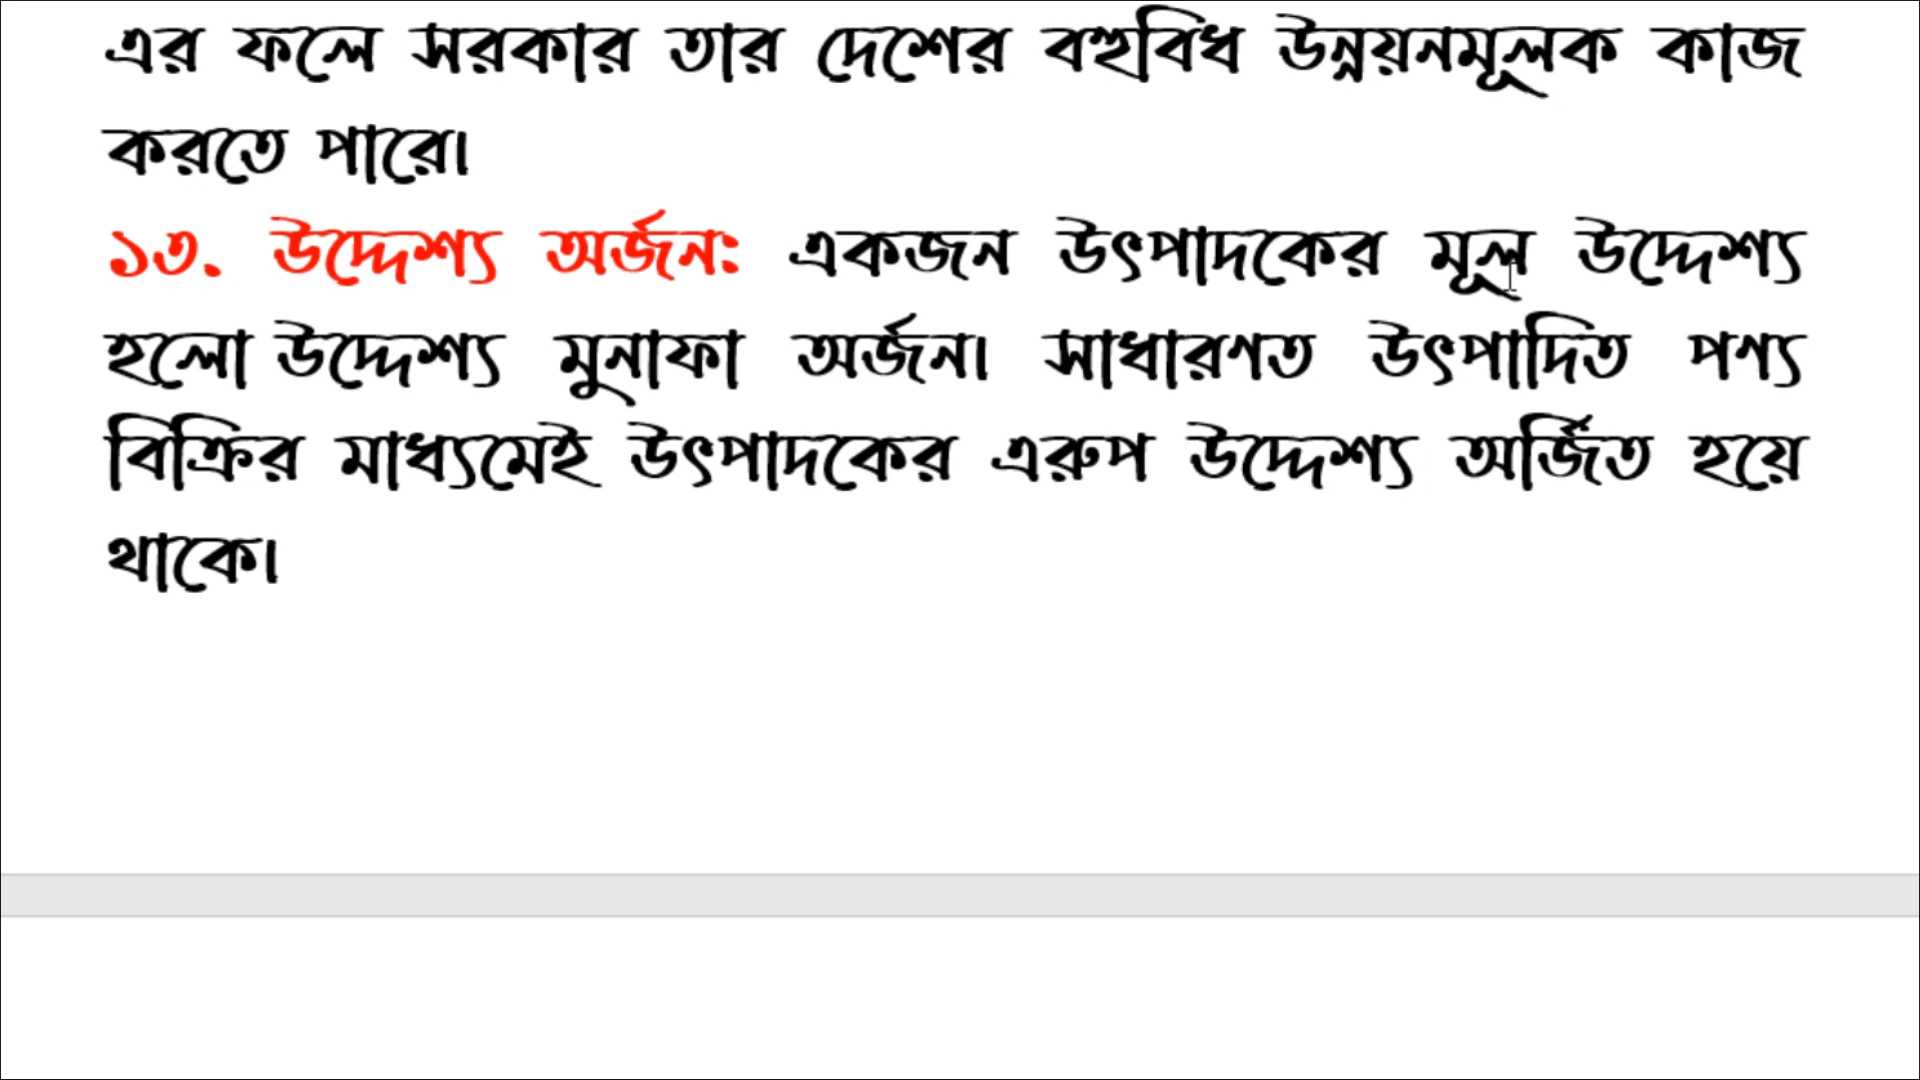 এর ফলে সরকার তার দেশের বহুবিধ উন্নয়নমূলক কাজ
করতে পারে।
১৩. উদ্দেশ্য অর্জন: একজন উৎপাদকের মূল উদ্দেশ্য
হলো উদ্দেশ্য মুনাফা অর্জন। সাধারণত উৎপাদিত পণ্য
বিক্রির মাধ্যমেই উৎপাদকের এরুপ উদ্দেশ্য অর্জিত হয়ে
থাকে।